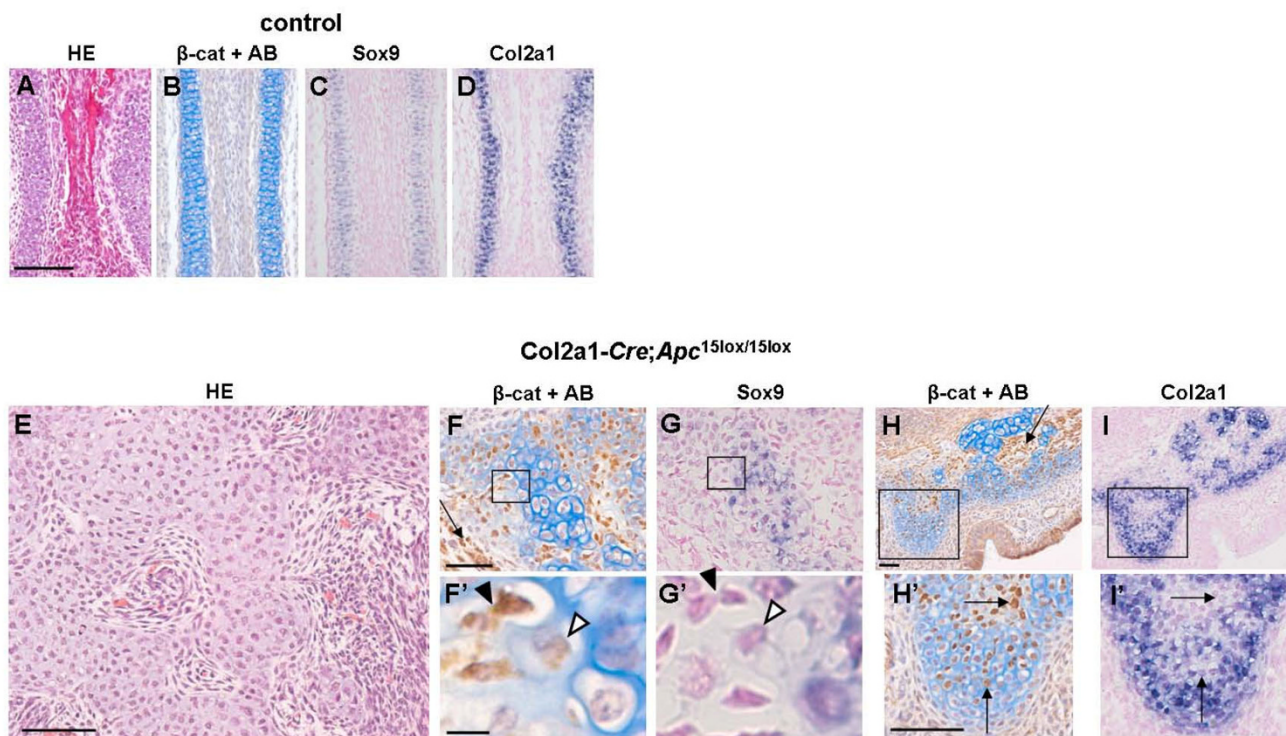 control
HE β-cat + AB Sox9 Col2a1
A B C D
Col2a1-Cre;Apc15lox/15lox
HE β-cat + AB Sox9 β-cat + AB Col2a1
E F G H I
F' G' H' I'